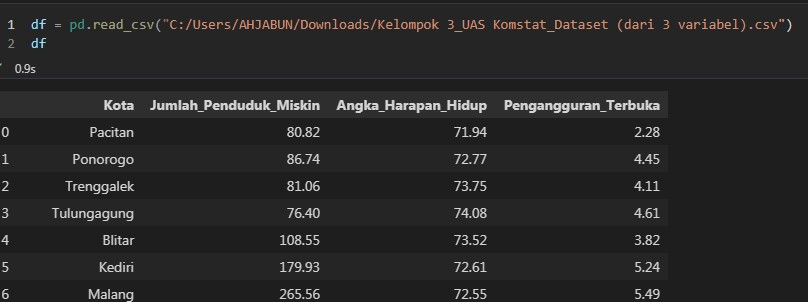 1 df = pd.read_csv("C:/Users/AHJABUN/Downloads/Kelompok 3_UAS Komstat_Dataset (dari 3 variabel).csv")
2 df
0.9s
Kota Jumlah_Penduduk_Miskin Angka_Harapan_Hidup Pengangguran_Terbuka
0 Pacitan 80.82 71.94 2.28
1 Ponorogo 86.74 72.77 4.45
2 Trenggalek 81.06 73.75 4.11
3 Tulungagung 76.40 74.08 4.61
4 Blitar 108.55 73.52 3.82
5 Kediri 179.93 72.61 5.24
6 Malang 265.56 72.55 5.49